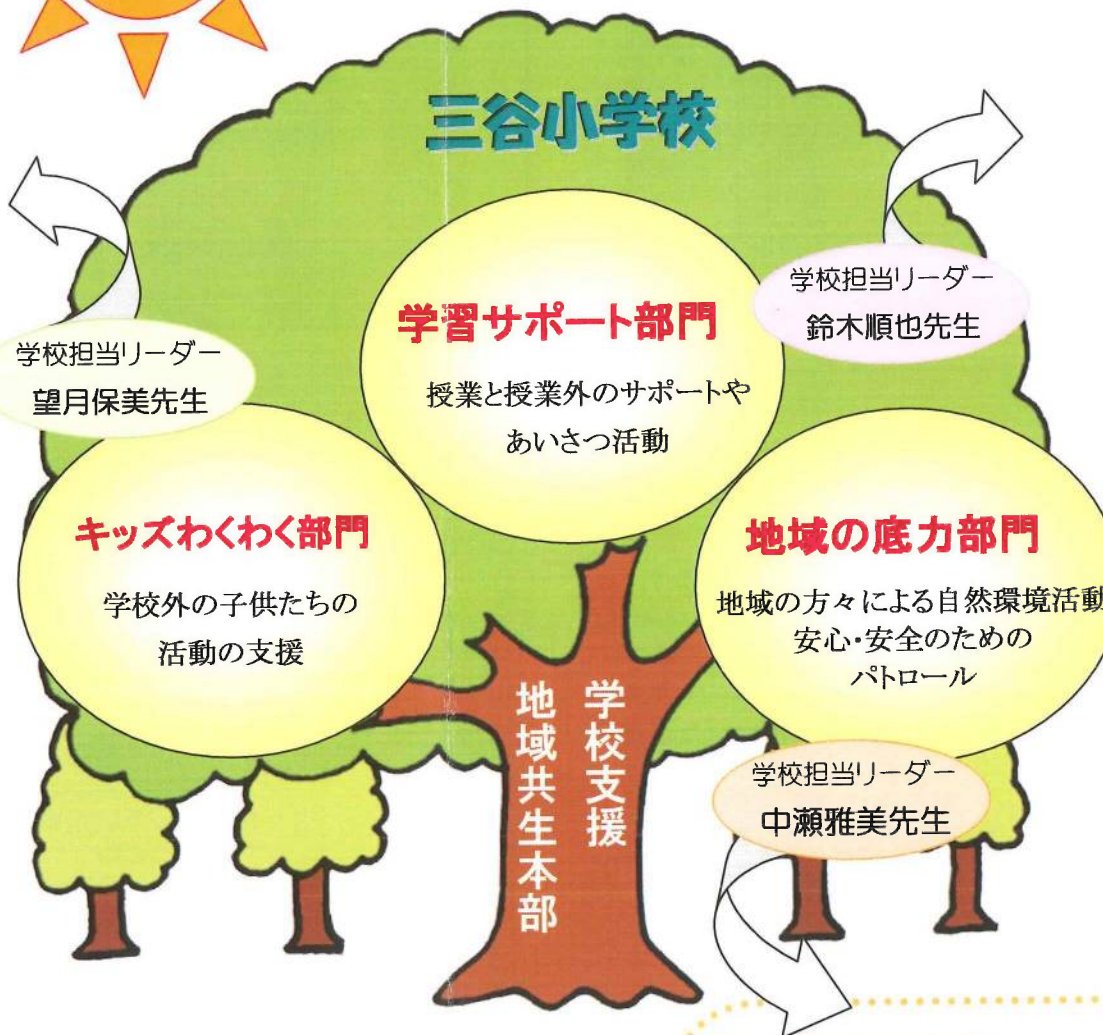 三谷小学校
学習サポート部門
授業と授業外のサポートや
あいさつ活動
学校担当リーダー
鈴木順也先生
学校担当リーダー
望月保美先生
キッズわくわく部門
学校外の子供たちの
活動の支援
地域の底力部門
地域の方々による自然環境活動
安心・安全のための
パトロール
学校担当リーダー
中瀬雅美先生
学校支援
地域共生本部